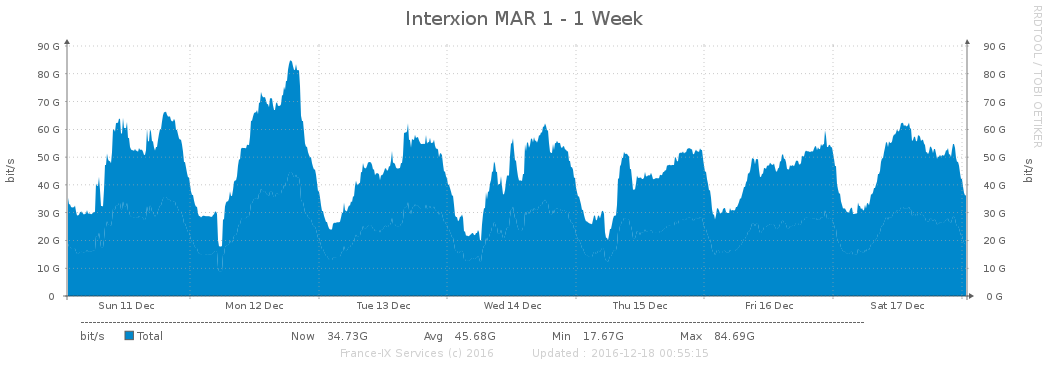 Interxion MAR 1 - 1 Week
RRDTOOL / TOBI OETIKER
bit/s
90 G
80 G
70 G
60 G
50 G
40 G
30 G
20 G
10 G
0
90 G
80 G
70 G
60 G
50 G
40 G
30 G
20 G
10 G
0 G
bit/s
Sun 11 Dec Mon 12 Dec Tue 13 Dec Wed 14 Dec Thu 15 Dec Fri 16 Dec Sat 17 Dec
bit/s Total Now 34.73G Avg 45.68G Min 17.67G Max 84.69G
France-IX Services (c) 2016 Updated : 2016-12-18 00:55:15